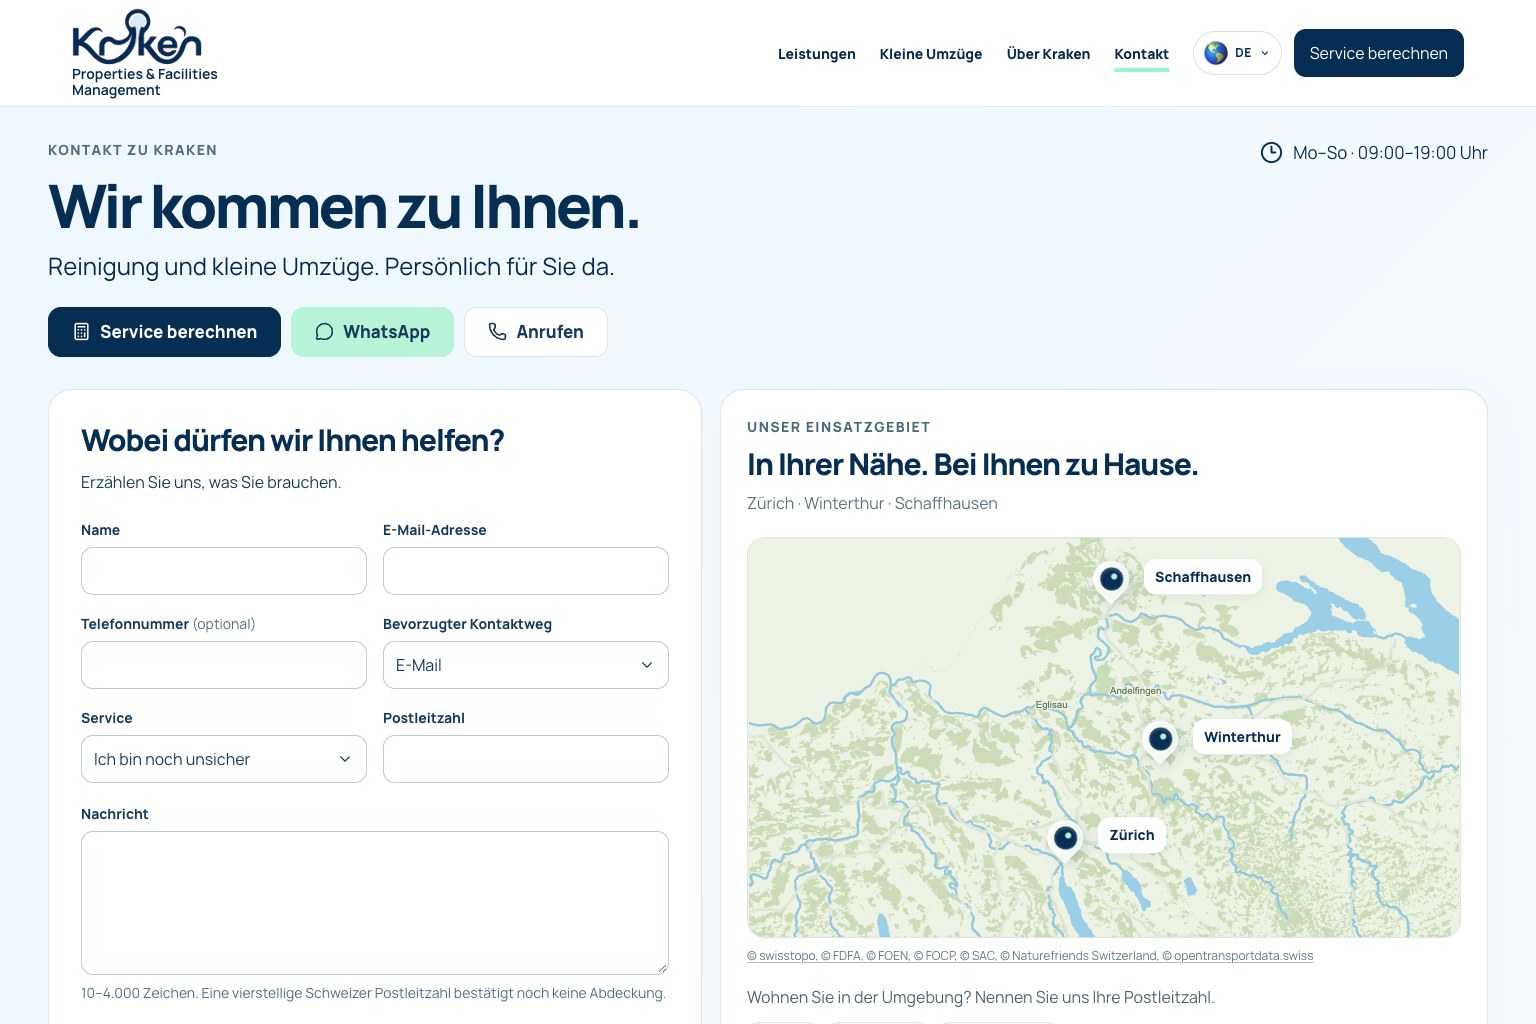 Kraken
Properties & Facilities
Management
Leistungen
Kleine Umzüge
Über Kraken
Kontakt
DE
Service berechnen
KONTAKT ZU KRAKEN
Mo–So · 09:00–19:00 Uhr
Wir kommen zu Ihnen.
Reinigung und kleine Umzüge. Persönlich für Sie da.
Service berechnen
WhatsApp
Anrufen
Wobei dürfen wir Ihnen helfen?
Erzählen Sie uns, was Sie brauchen.
Name
E-Mail-Adresse
Telefonnummer (optional)
Bevorzugter Kontaktweg
E-Mail
Service
Postleitzahl
Ich bin noch unsicher
Nachricht
10–4.000 Zeichen. Eine vierstellige Schweizer Postleitzahl bestätigt noch keine Abdeckung.
UNSER EINSATZGEBIET
In Ihrer Nähe. Bei Ihnen zu Hause.
Zürich · Winterthur · Schaffhausen
Schaffhausen
Andelfingen
Eglisau
Winterthur
Zürich
© swisstopo, © FDFA, © FOEN, © FOCP, © SAC, © Naturefriends Switzerland, © opentransportdata.swiss
Wohnen Sie in der Umgebung? Nennen Sie uns Ihre Postleitzahl.